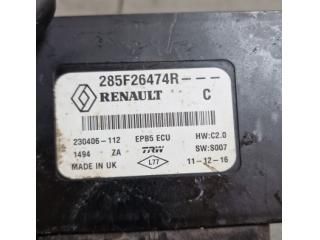 285F26474R---
RENAULT C
230406-112 EPB5 ECU HW:C2.0
1494 ZA TRW L77 SW:S007
MADE IN UK 11-12-16